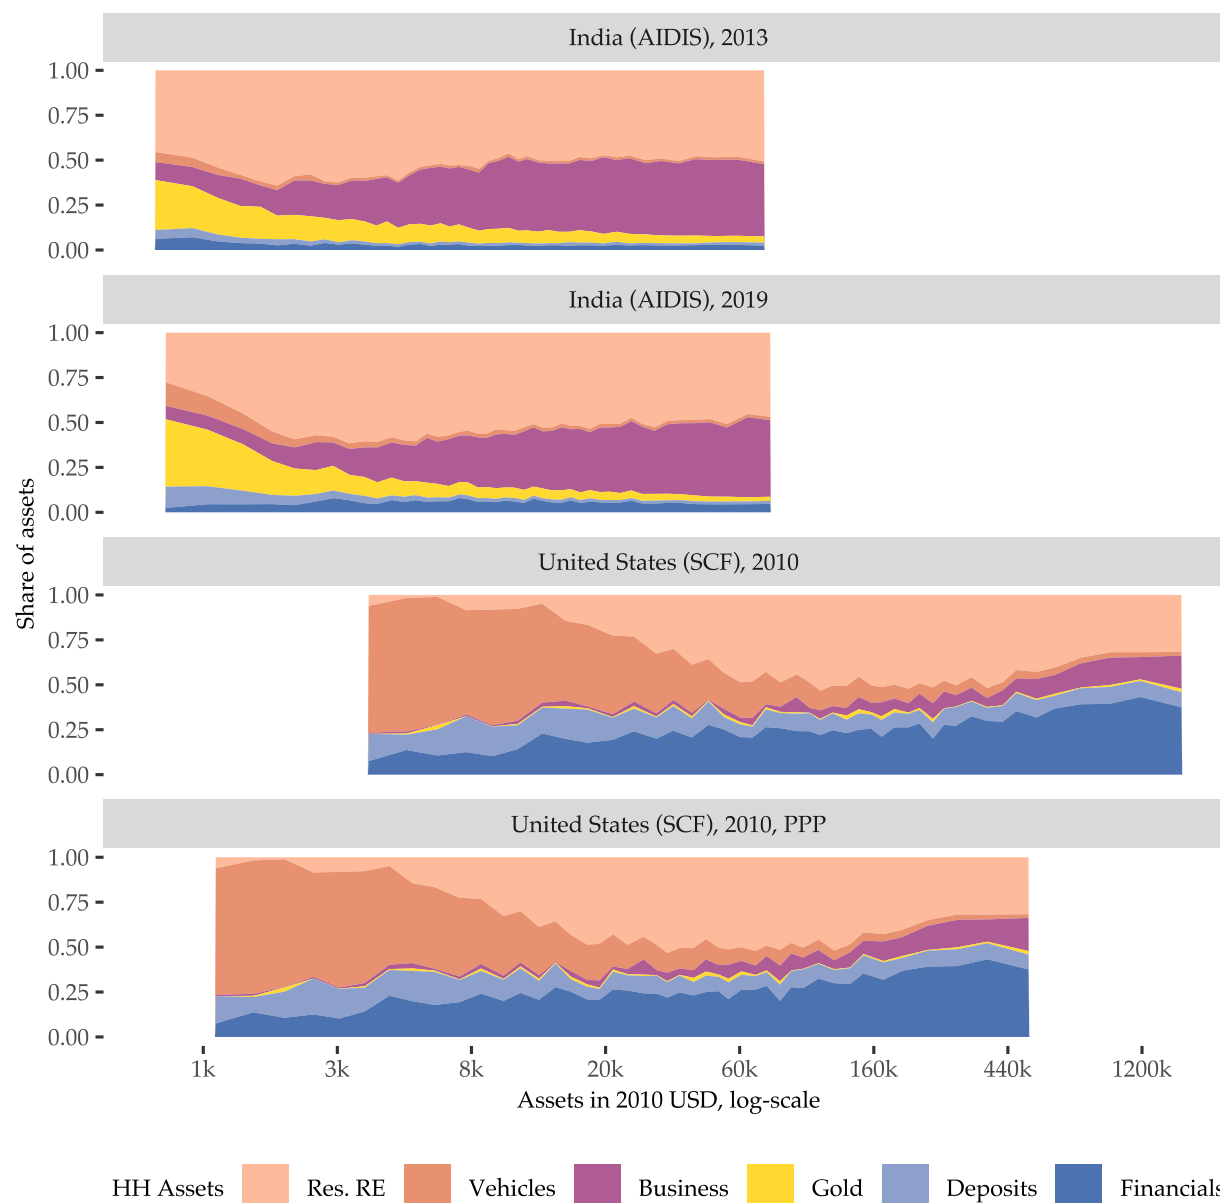 India (AIDIS), 2013
1.00
0.75
0.50
0.25
0.00
India (AIDIS), 2019
1.00
0.75
0.50
0.25
0.00
United States (SCF), 2010
1.00
0.75
0.50
0.25
0.00
United States (SCF), 2010, PPP
1.00
0.75
0.50
0.25
0.00
Share of assets
1k 3k 8k 20k 60k 160k 440k 1200k
Assets in 2010 USD, log-scale
HH Assets Res. RE Vehicles Business Gold Deposits Financials